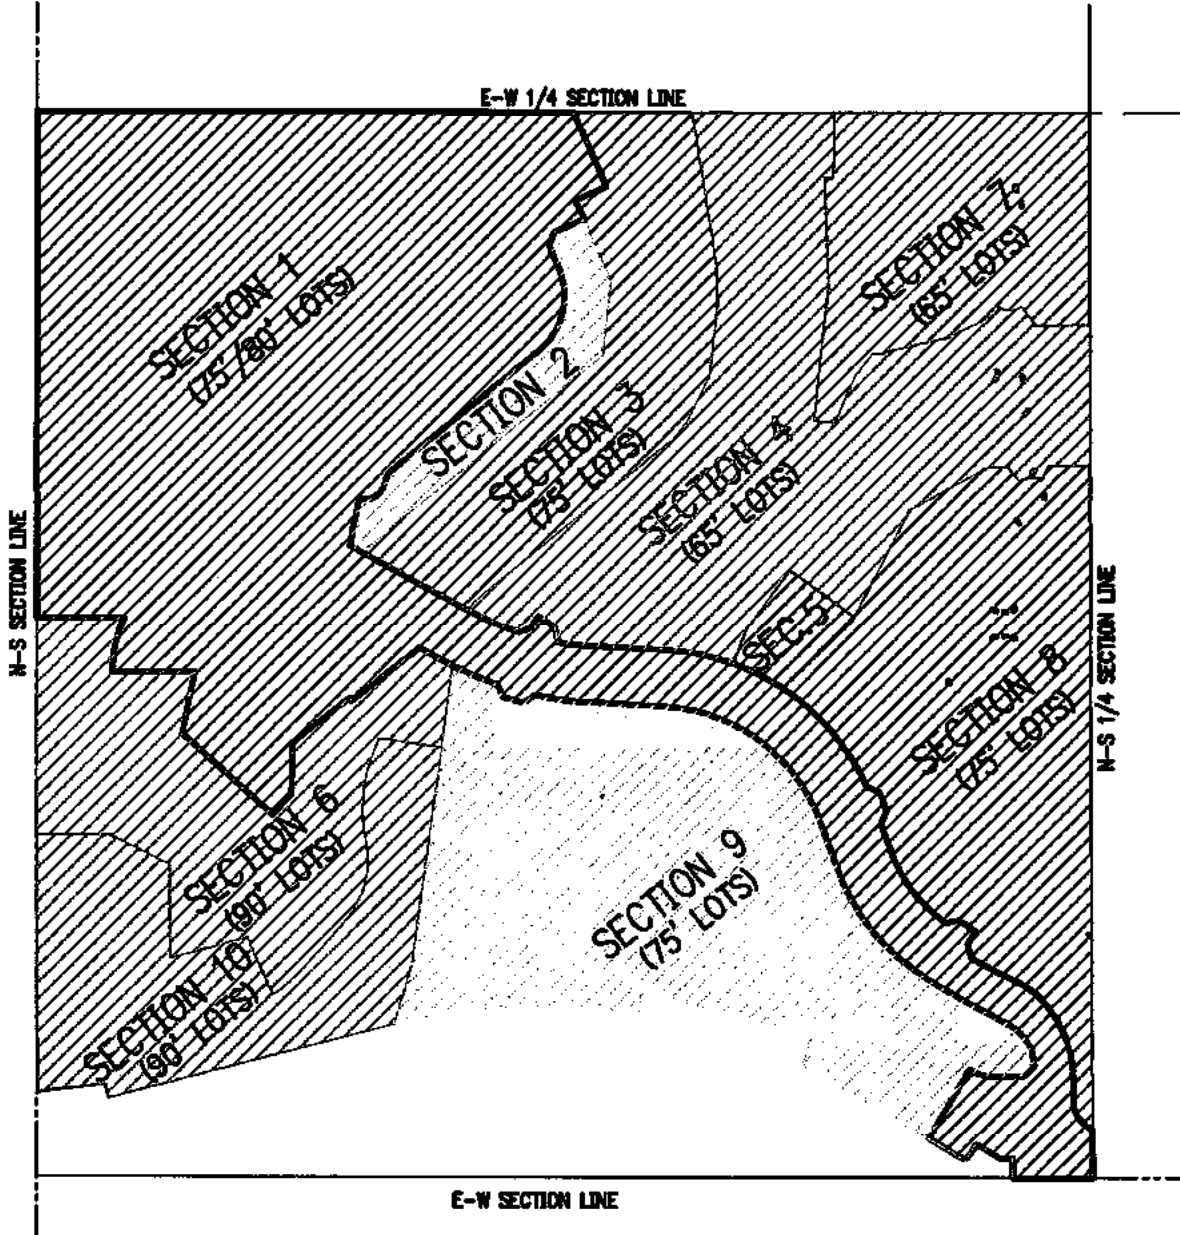 E-W 1/4 SECTION LINE
SECTION 7
(65' LOTS)
SECTION 1
(75'/80' LOTS)
SECTION 2
SECTION 3
(75' LOTS)
SECTION 4
(65' LOTS)
N-S SECTION LINE
SEC.5
N-S 1/4 SECTION LINE
SECTION 8
(75' LOTS)
SECTION 6
(90' LOTS)
SECTION 9
(75' LOTS)
SECTION 10
(90' LOTS)
E-W SECTION LINE